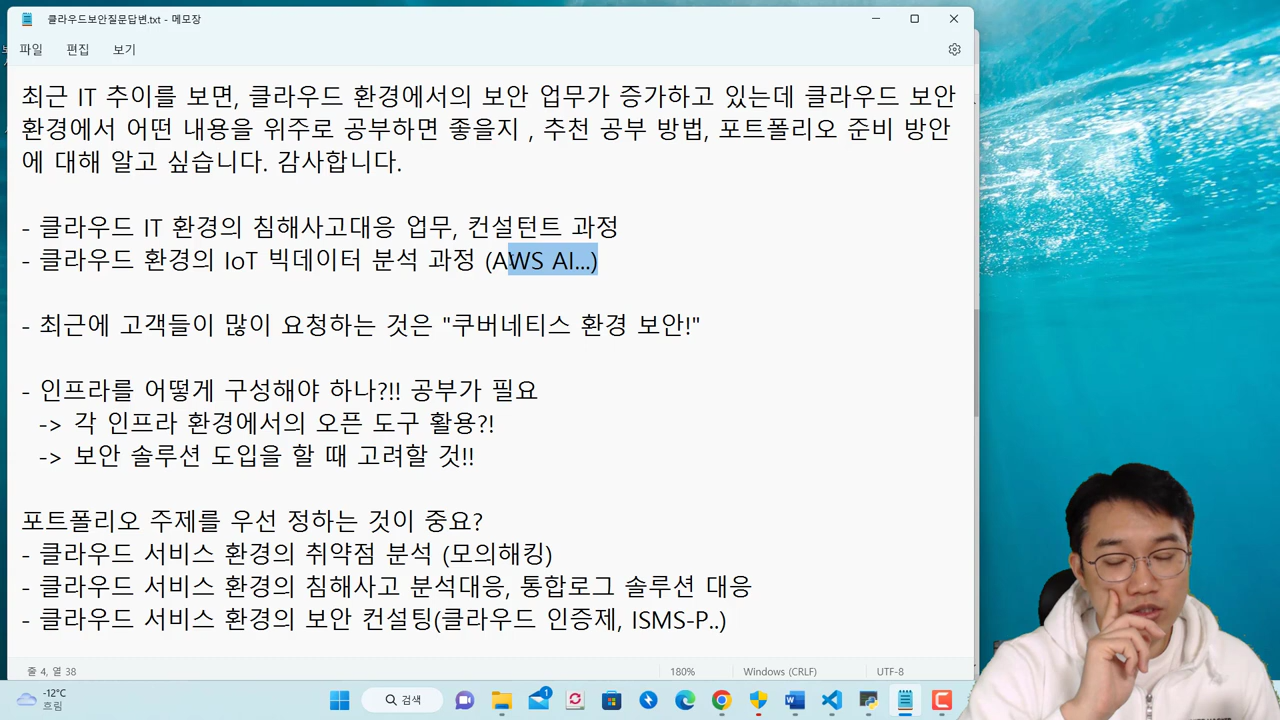 클라우드보안질문답변.txt - 메모장
파일 편집 보기
최근 IT 추이를 보면, 클라우드 환경에서의 보안 업무가 증가하고 있는데 클라우드 보안
환경에서 어떤 내용을 위주로 공부하면 좋을지 , 추천 공부 방법, 포트폴리오 준비 방안
에 대해 알고 싶습니다. 감사합니다.
- 클라우드 IT 환경의 침해사고대응 업무, 컨설턴트 과정
- 클라우드 환경의 IoT 빅데이터 분석 과정 (AWS AI...)
- 최근에 고객들이 많이 요청하는 것은 "쿠버네티스 환경 보안!"
- 인프라를 어떻게 구성해야 하나?!! 공부가 필요
-> 각 인프라 환경에서의 오픈 도구 활용?!
-> 보안 솔루션 도입을 할 때 고려할 것!!
포트폴리오 주제를 우선 정하는 것이 중요?
- 클라우드 서비스 환경의 취약점 분석 (모의해킹)
- 클라우드 서비스 환경의 침해사고 분석대응, 통합로그 솔루션 대응
- 클라우드 서비스 환경의 보안 컨설팅(클라우드 인증제, ISMS-P..)
줄 4, 열 38 180% Windows (CRLF) UTF-8
-12°C
흐림
검색
1